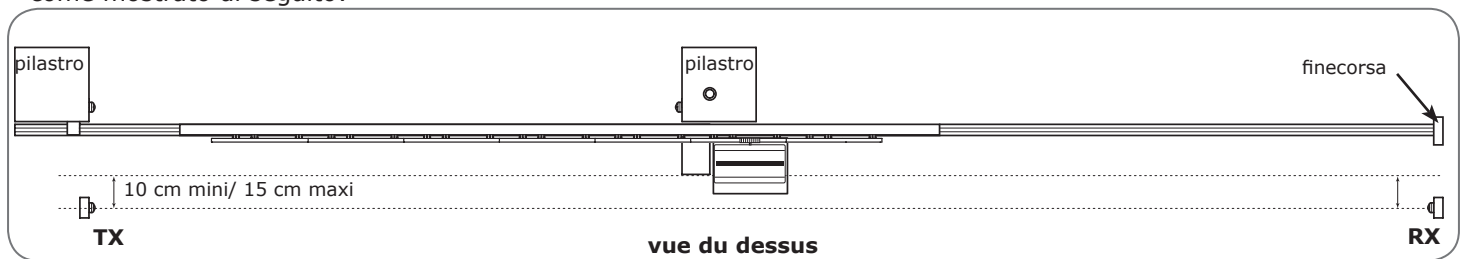 come mostrato di seguito:
pilastro
pilastro
finecorsa
10 cm mini/ 15 cm maxi
TX
vue du dessus
RX